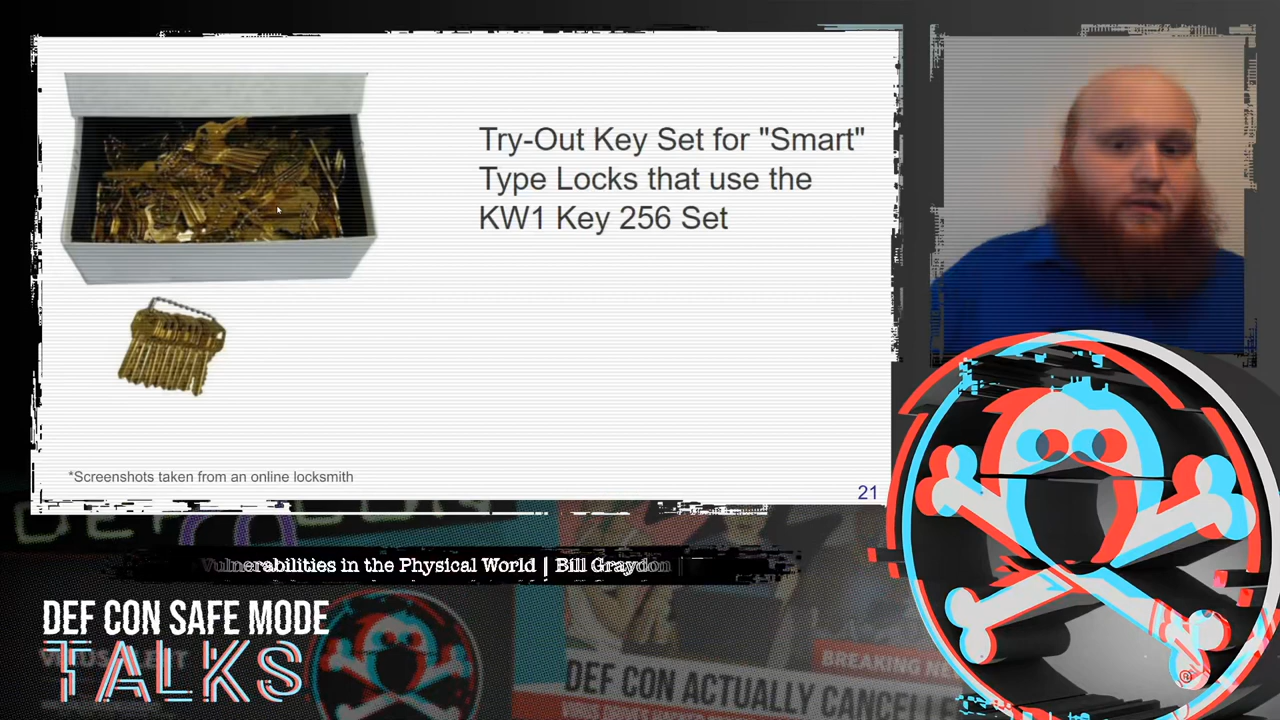 Try-Out Key Set for "Smart"
Type Locks that use the
KW1 Key 256 Set
*Screenshots taken from an online locksmith
21
Vulnerabilities in the Physical World | Bill Graydon |
DEF CON SAFE MODE
TALKS
BREAKING NE
DEF CON ACTUALLY CANCELLE
DEF CON
®